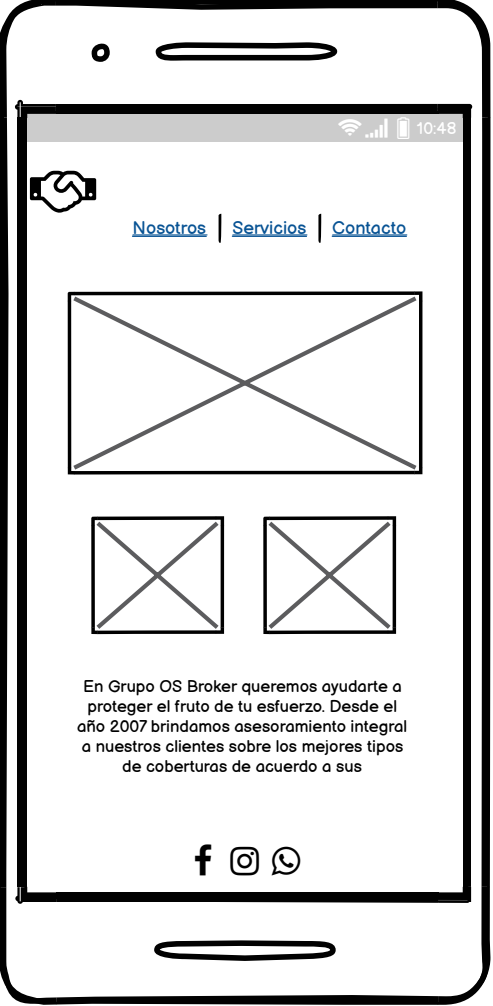 10:48
Nosotros | Servicios | Contacto
En Grupo OS Broker queremos ayudarte a
proteger el fruto de tu esfuerzo. Desde el
año 2007 brindamos asesoramiento integral
a nuestros clientes sobre los mejores tipos
de coberturas de acuerdo a sus